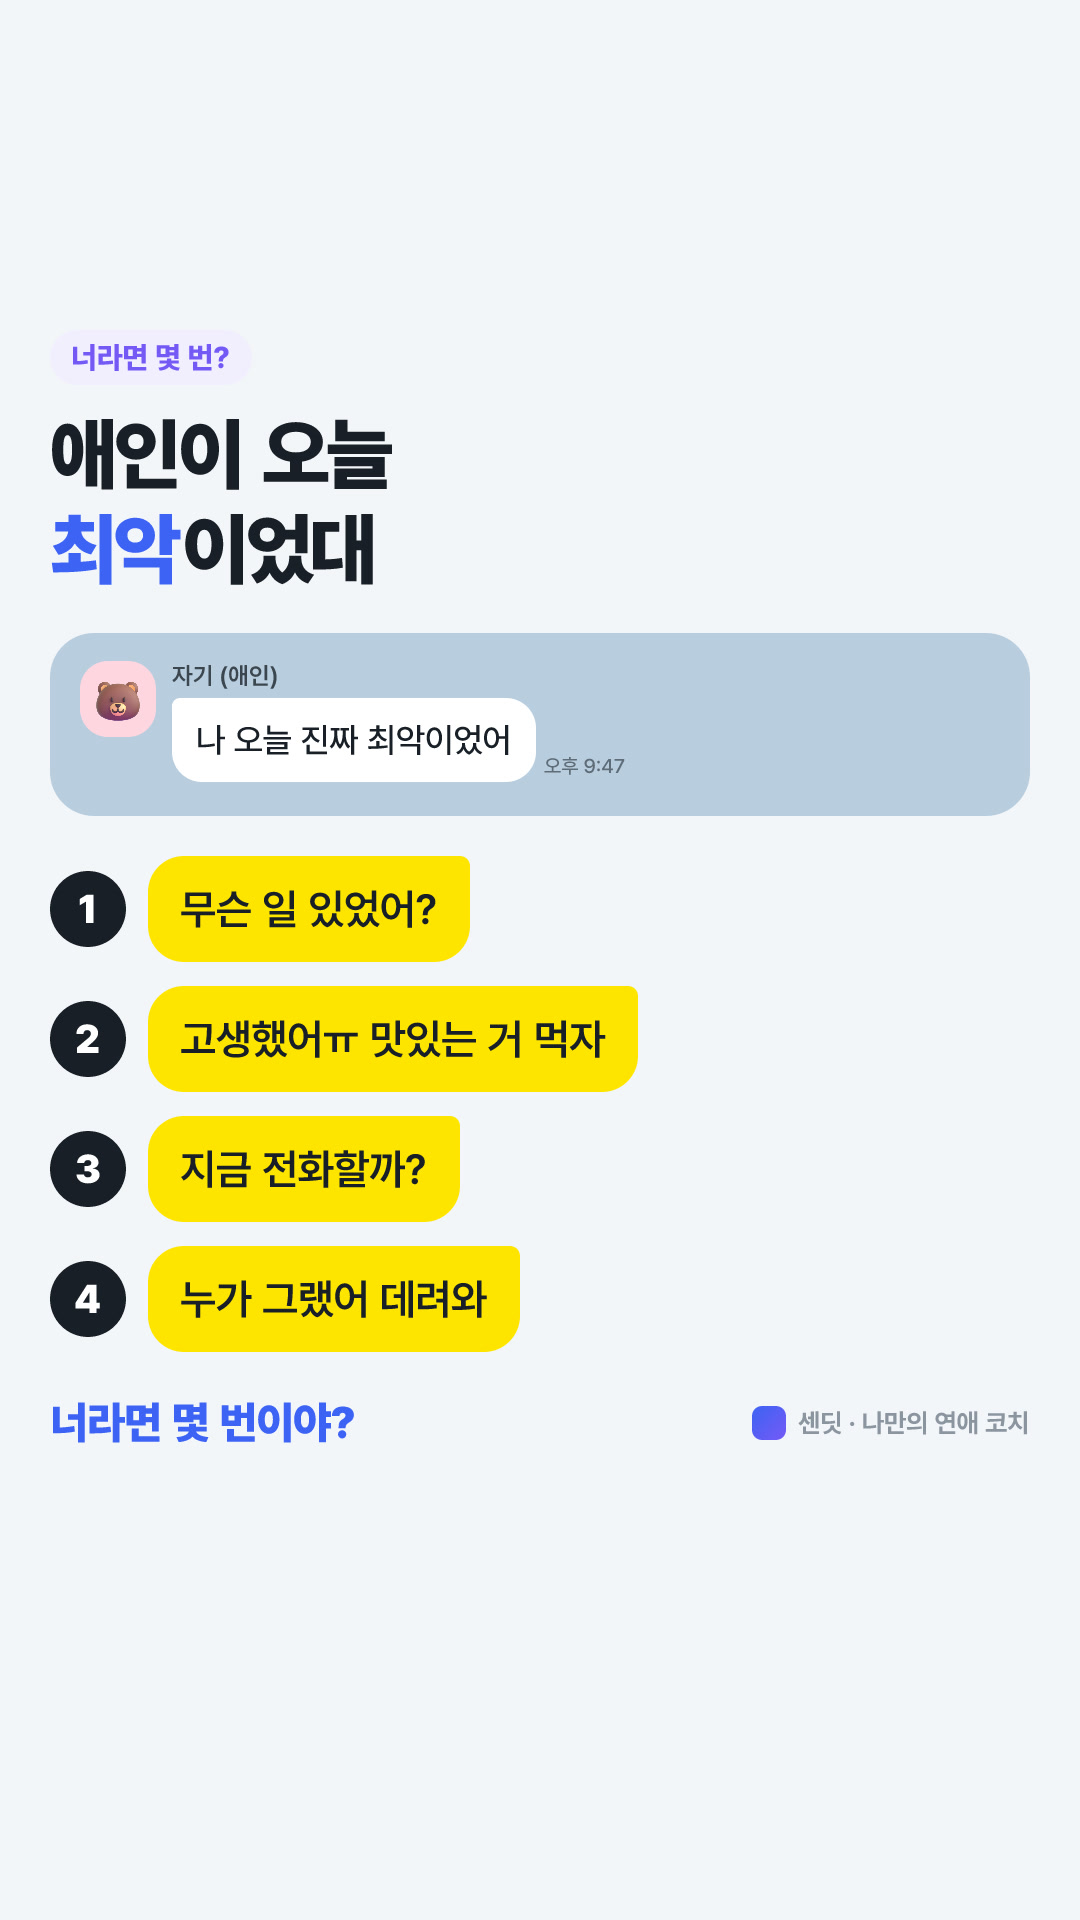 너라면 몇 번?
애인이 오늘
최악이었대
자기 (애인)
나 오늘 진짜 최악이었어
오후 9:47
1 무슨 일 있었어?
2 고생했어ㅠ 맛있는 거 먹자
3 지금 전화할까?
4 누가 그랬어 데려와
너라면 몇 번이야?
센딧 · 나만의 연애 코치